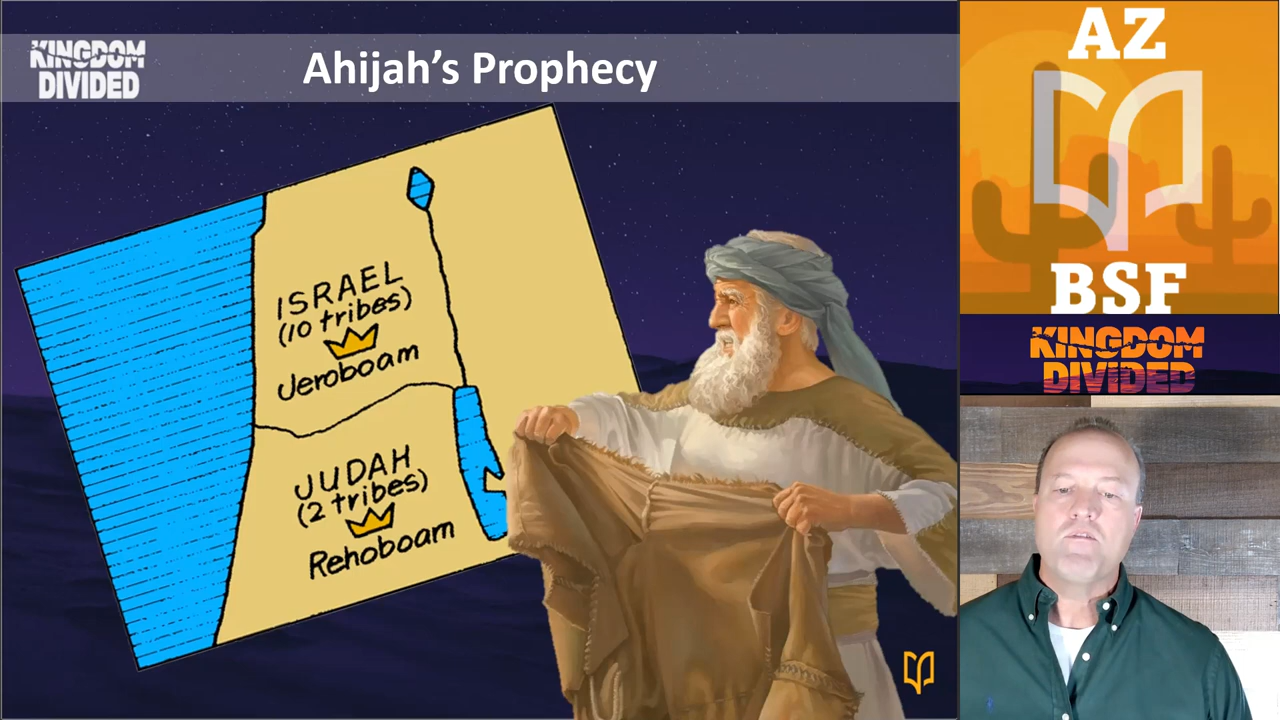 KINGDOM
DIVIDED
Ahijah’s Prophecy
ISRAEL
(10 tribes)
Jeroboam
JUDAH
(2 tribes)
Rehoboam
AZ
BSF
KINGDOM
DIVIDED